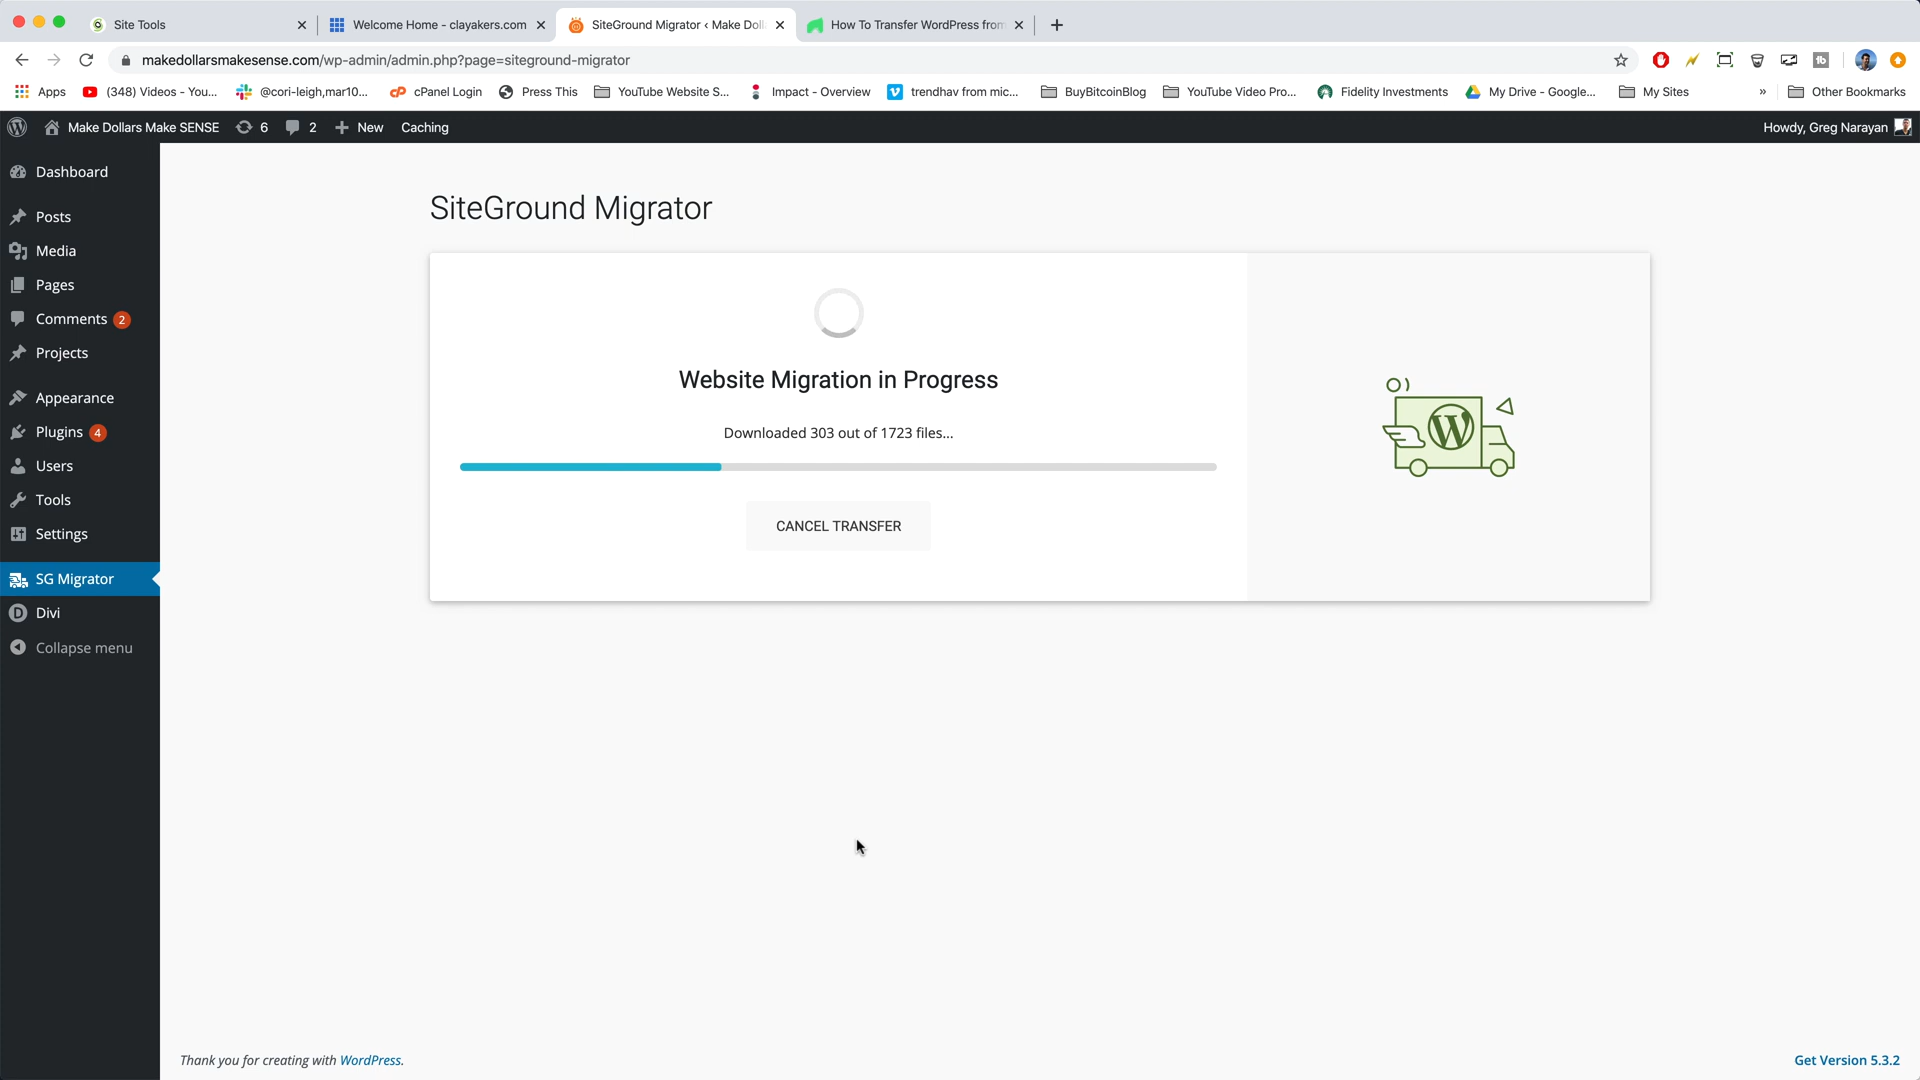 Site Tools
Welcome Home - clayakers.com
SiteGround Migrator ‹ Make Doll
How To Transfer WordPress from
makedollarsmakesense.com/wp-admin/admin.php?page=siteground-migrator
Apps
(348) Videos - You...
@cori-leigh,mar10...
cPanel Login
Press This
YouTube Website S...
Impact - Overview
trendhav from mic...
BuyBitcoinBlog
YouTube Video Pro...
Fidelity Investments
My Drive - Google...
My Sites
»
Other Bookmarks
Make Dollars Make SENSE
6
2
New
Caching
Howdy, Greg Narayan
Dashboard
Posts
Media
Pages
Comments 2
Projects
Appearance
Plugins 4
Users
Tools
Settings
SG Migrator
Divi
Collapse menu
SiteGround Migrator
Website Migration in Progress
Downloaded 303 out of 1723 files...
CANCEL TRANSFER
Thank you for creating with WordPress.
Get Version 5.3.2